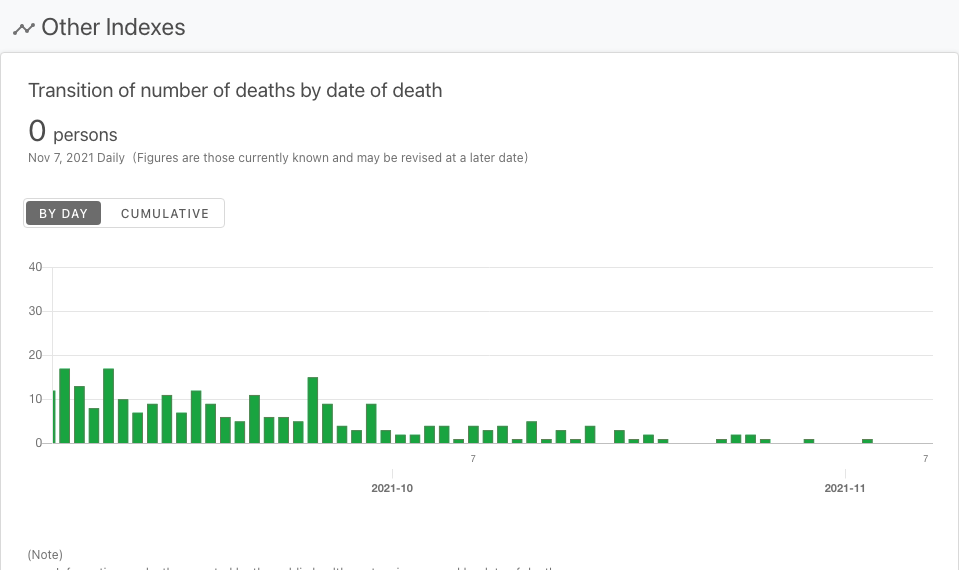 Other Indexes
Transition of number of deaths by date of death
0 persons
Nov 7, 2021 Daily (Figures are those currently known and may be revised at a later date)
BY DAY CUMULATIVE
40
30
20
10
0
7 7
2021-10 2021-11
(Note)